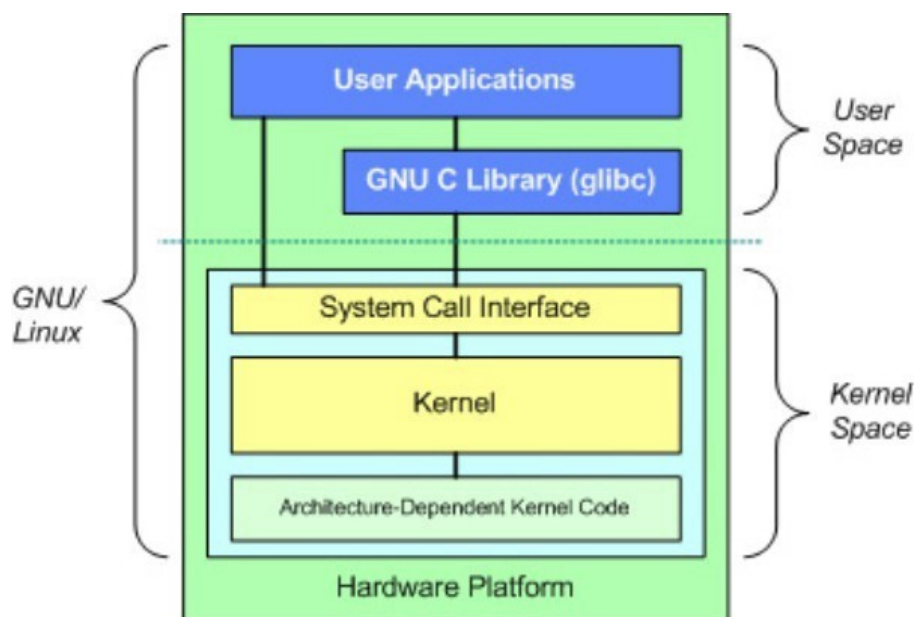 User Applications
User
Space
GNU C Library (glibc)
GNU/
Linux
System Call Interface
Kernel
Kernel
Space
Architecture-Dependent Kernel Code
Hardware Platform